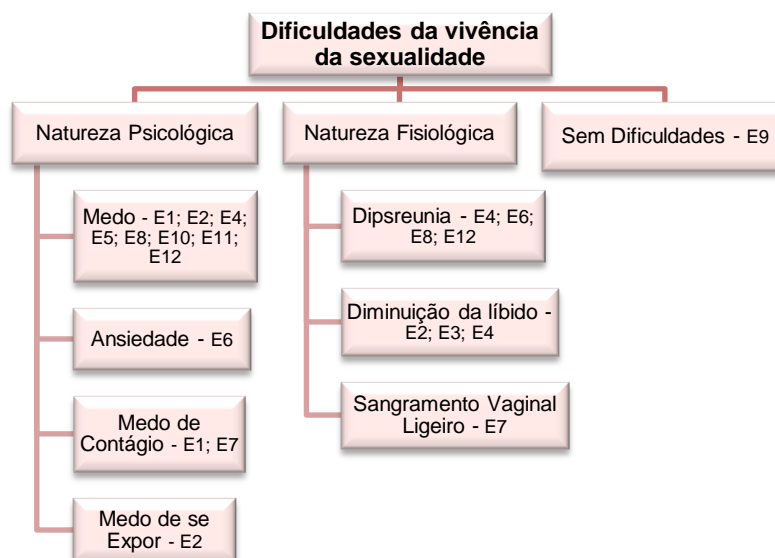 Dificuldades da vivência
da sexualidade
Natureza Psicológica
Medo - E1; E2; E4;
E5; E8; E10; E11;
E12
Ansiedade - E6
Medo de
Contágio - E1; E7
Medo de se
Expor - E2
Natureza Fisiológica
Dipsreunia - E4; E6;
E8; E12
Diminuição da líbido -
E2; E3; E4
Sangramento Vaginal
Ligeiro - E7
Sem Dificuldades - E9